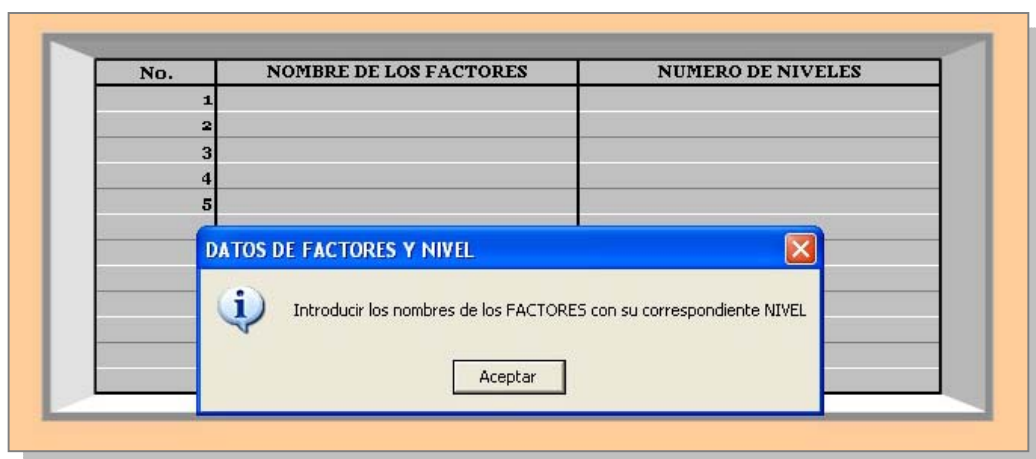 No. NOMBRE DE LOS FACTORES NUMERO DE NIVELES
1
2
3
4
5
DATOS DE FACTORES Y NIVEL
Introducir los nombres de los FACTORES con su correspondiente NIVEL
Aceptar